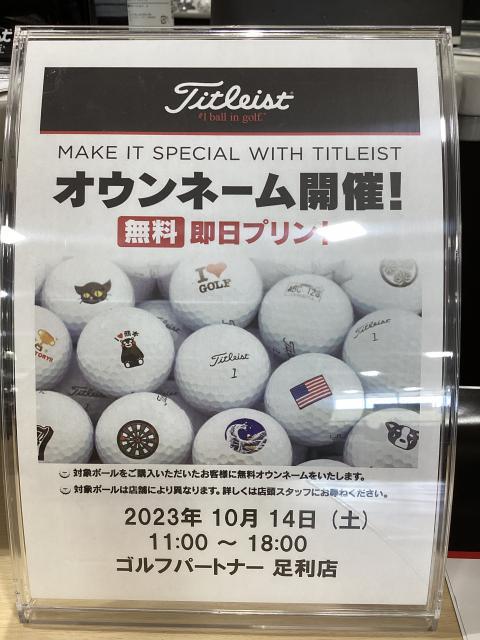 Titleist
#1 ball in golf.™
MAKE IT SPECIAL WITH TITLEIST
オウンネーム開催!
無料 即日プリント!
I ♥ GOLF
ABC 123
Titleist 1
熊本
Titleist 1
対象ボールをご購入いただいたお客様に無料オウンネームをいたします。
対象ボールは店舗により異なります。詳しくは店頭スタッフにお尋ねください。
2023年 10月 14日（土）
11:00 ～ 18:00
ゴルフパートナー 足利店